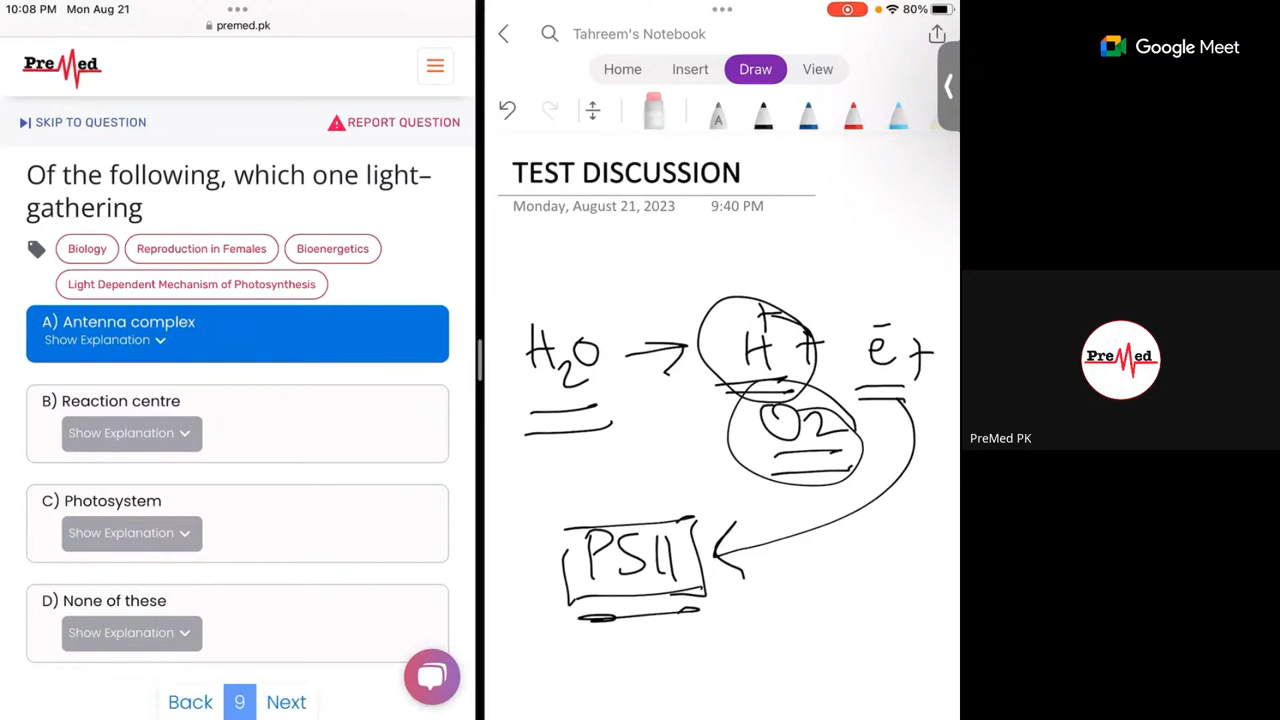 10:08 PM Mon Aug 21
premed.pk
PreMed
SKIP TO QUESTION
REPORT QUESTION
Of the following, which one light-
gathering
Biology
Reproduction in Females
Bioenergetics
Light Dependent Mechanism of Photosynthesis
A) Antenna complex
Show Explanation
B) Reaction centre
Show Explanation
C) Photosystem
Show Explanation
D) None of these
Show Explanation
Back 9 Next
80%
Tahreem's Notebook
Home Insert Draw View
A
TEST DISCUSSION
Monday, August 21, 2023 9:40 PM
H2O → H+ + e- +
O2
PSII
Google Meet
PreMed
PreMed PK